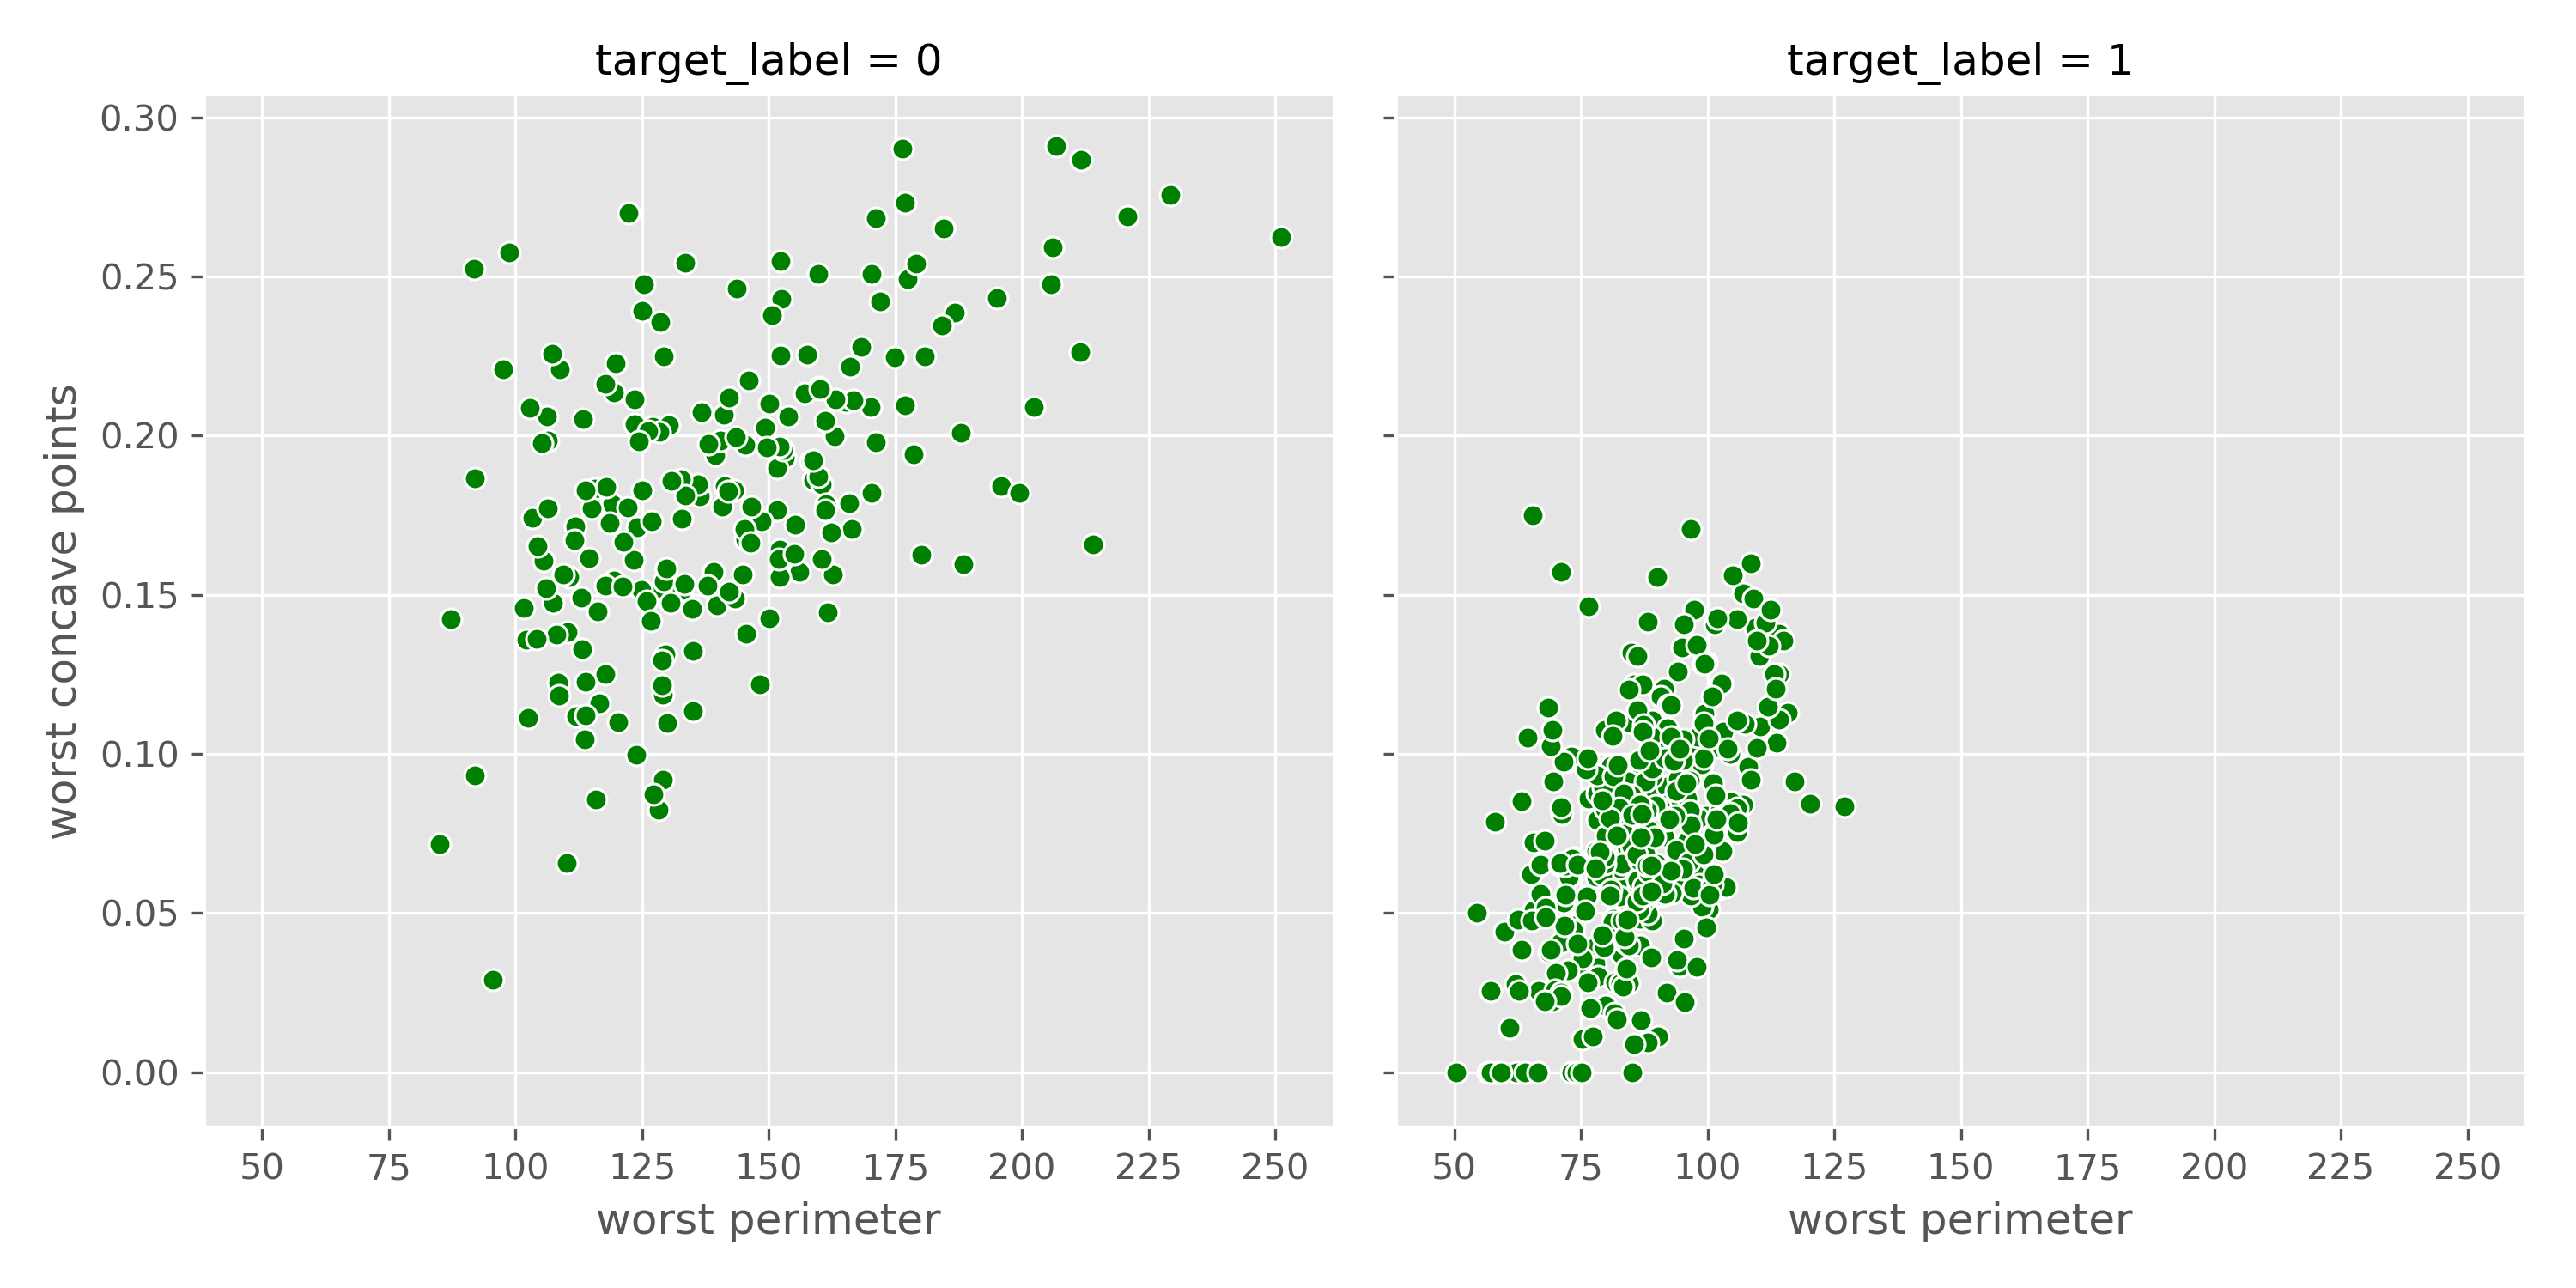 target_label = 0
target_label = 1
worst concave points
0.30
0.25
0.20
0.15
0.10
0.05
0.00
50 75 100 125 150 175 200 225 250
50 75 100 125 150 175 200 225 250
worst perimeter
worst perimeter